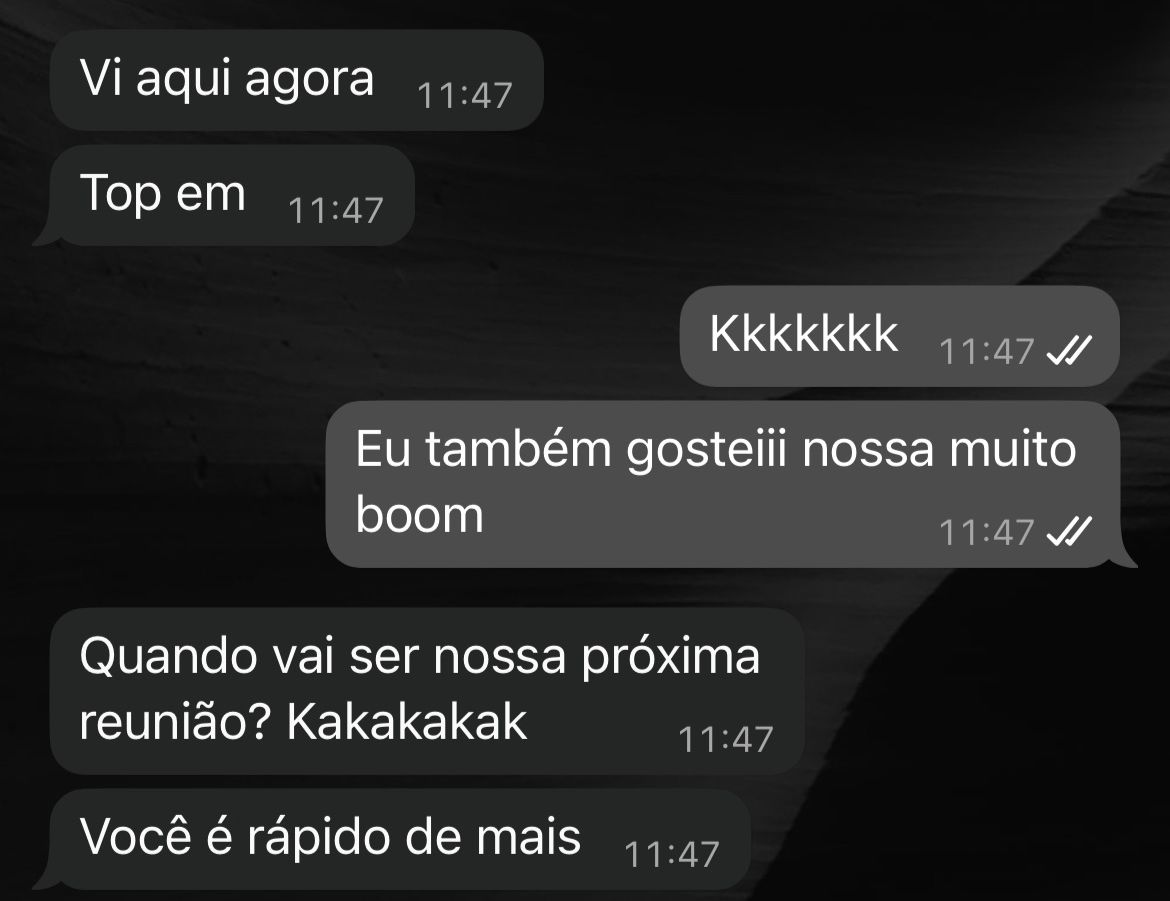 Vi aqui agora 11:47
Top em 11:47
Kkkkkkk 11:47
Eu também gosteiii nossa muito
boom 11:47
Quando vai ser nossa próxima
reunião? Kakakakak 11:47
Você é rápido de mais 11:47